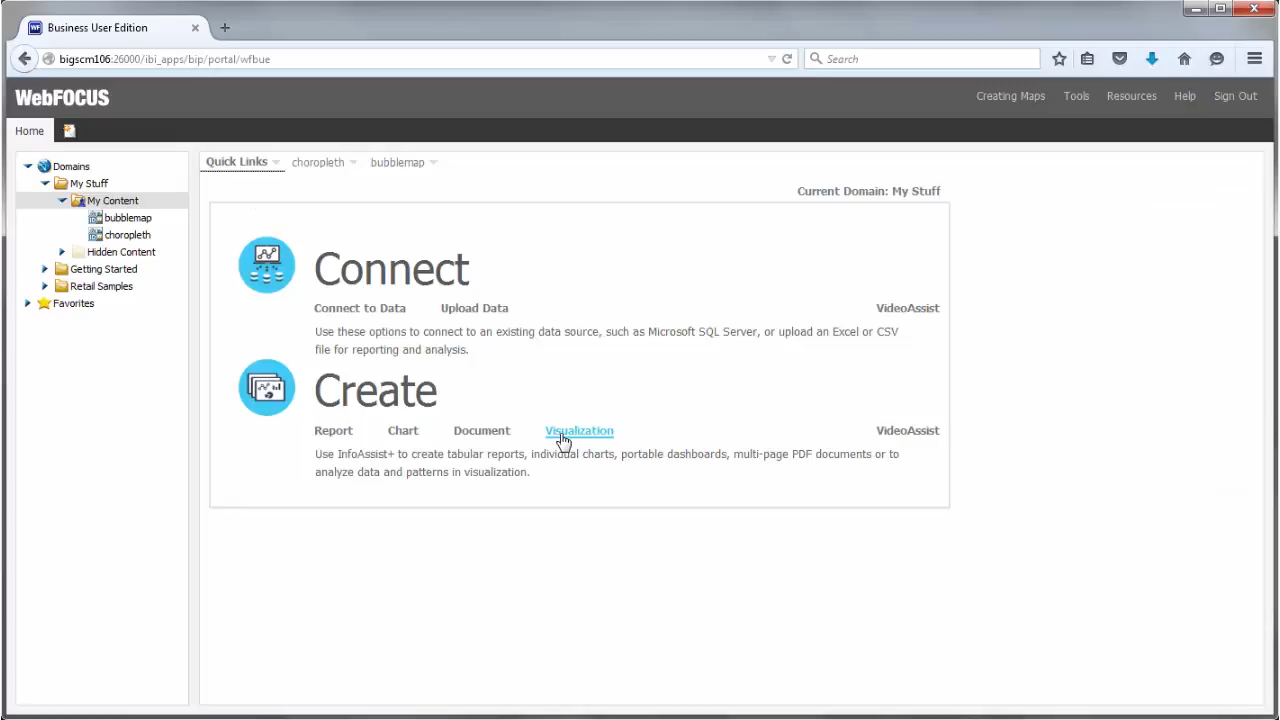 Business User Edition
bigscm106:26000/ibi_apps/bip/portal/wfbue
Search
WebFOCUS
Creating Maps Tools Resources Help Sign Out
Home
Domains
My Stuff
My Content
bubblemap
choropleth
Hidden Content
Getting Started
Retail Samples
Favorites
Quick Links choropleth bubblemap
Current Domain: My Stuff
Connect
Connect to Data Upload Data VideoAssist
Use these options to connect to an existing data source, such as Microsoft SQL Server, or upload an Excel or CSV
file for reporting and analysis.
Create
Report Chart Document Visualization VideoAssist
Use InfoAssist+ to create tabular reports, individual charts, portable dashboards, multi-page PDF documents or to
analyze data and patterns in visualization.